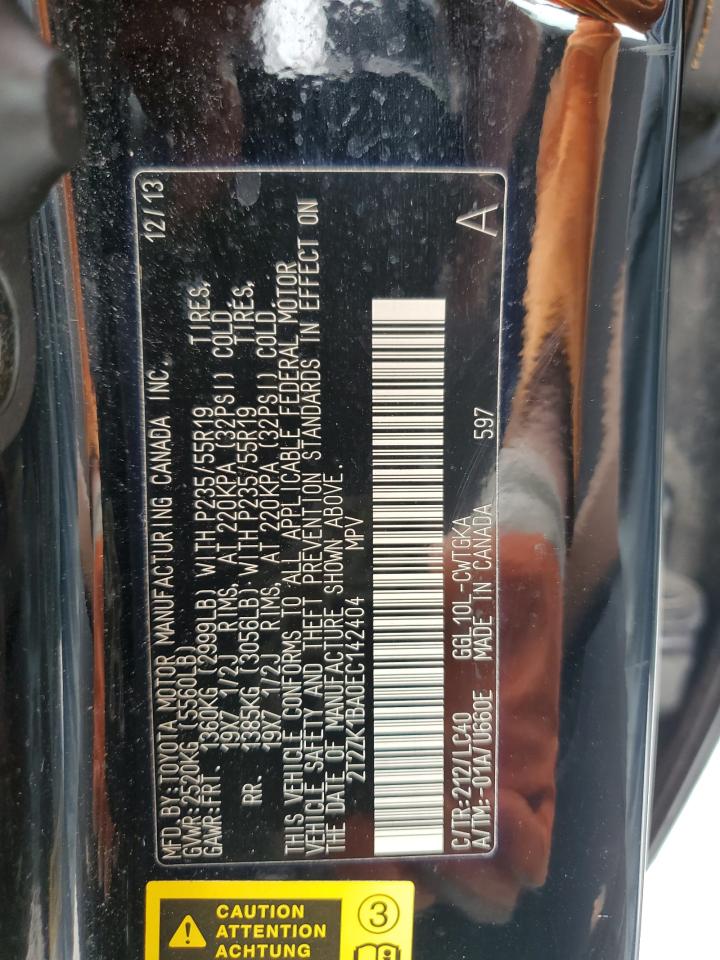 MFD. BY: TOYOTA MOTOR MANUFACTURING CANADA INC. 12/13
GVWR: 2520KG (5560LB)
GAWR: FRT. 1360KG (2999LB) WITH P235/55R19 TIRES,
19X7 1/2J RIMS, AT 220KPA (32PSI) COLD
RR. 1385KG (3056LB) WITH P235/55R19 TIRES,
19X7 1/2J RIMS, AT 220KPA (32PSI) COLD.
THIS VEHICLE CONFORMS TO ALL APPLICABLE FEDERAL MOTOR
VEHICLE SAFETY AND THEFT PREVENTION STANDARDS IN EFFECT ON
THE DATE OF MANUFACTURE SHOWN ABOVE.
2T2ZK1BA0EC142404 MPV
C/TR: 212/LC40 GGL10L-CWTGKA A
A/TM: -01A/U660E MADE IN CANADA 597
CAUTION
ATTENTION
ACHTUNG
3